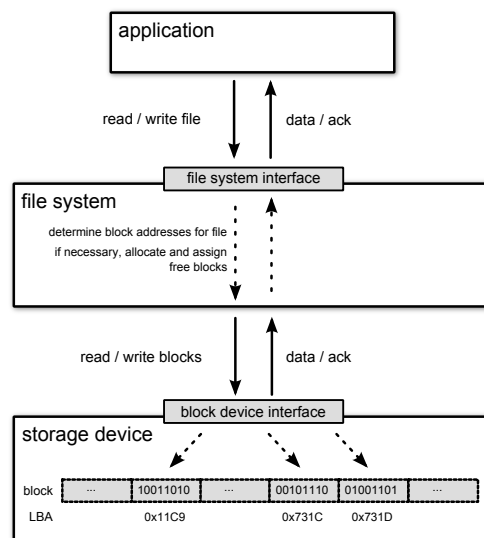 application
read / write file
data / ack
file system interface
file system
determine block addresses for file
if necessary, allocate and assign
free blocks
read / write blocks
data / ack
block device interface
storage device
block ... 10011010 ... 00101110 01001101 ...
LBA 0x11C9 0x731C 0x731D